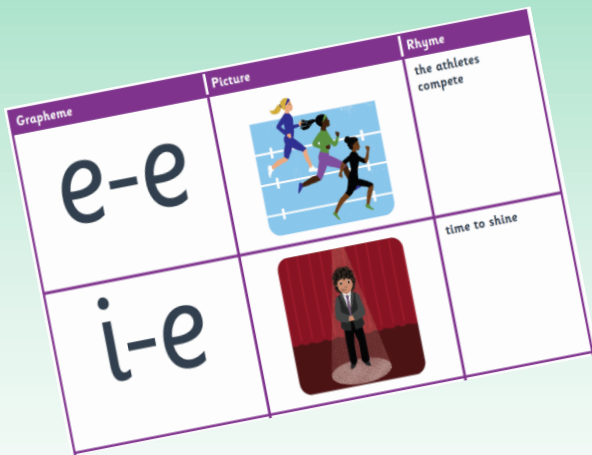 Grapheme
Picture
Rhyme
e-e
the athletes
compete
i-e
time to shine